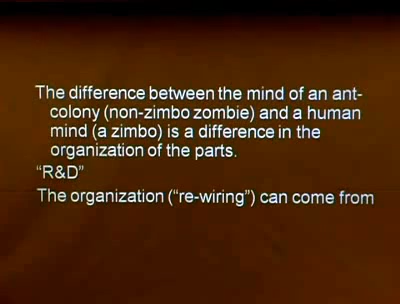 The difference between the mind of an ant-
colony (non-zimbo zombie) and a human
mind (a zimbo) is a difference in the
organization of the parts.
“R&D”
The organization (“re-wiring”) can come from